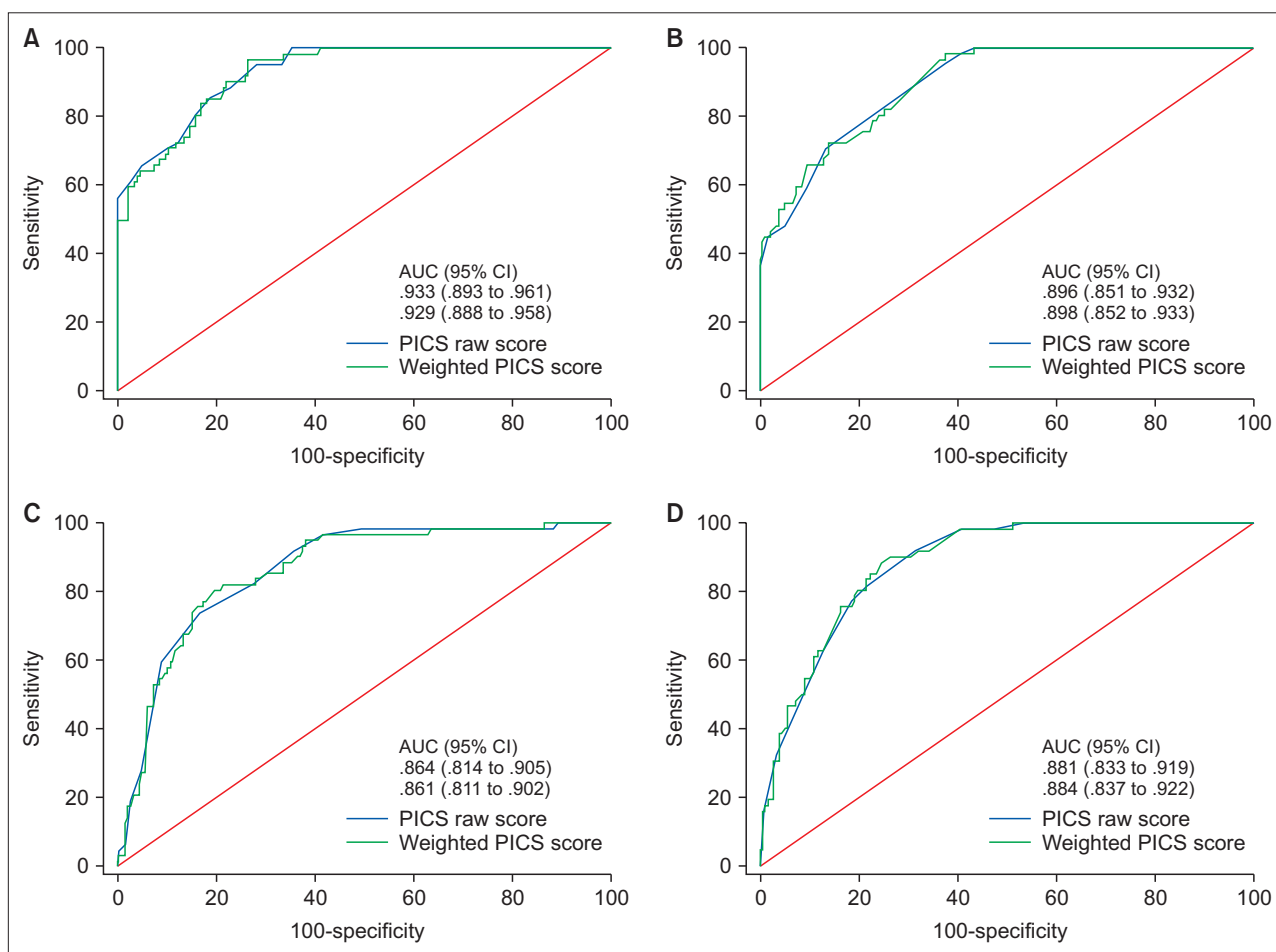 A
100
80
60
40
20
0
Sensitivity
AUC (95% CI)
.933 (.893 to .961)
.929 (.888 to .958)
PICS raw score
Weighted PICS score
0 20 40 60 80 100
100-specificity
B
100
80
60
40
20
0
Sensitivity
AUC (95% CI)
.896 (.851 to .932)
.898 (.852 to .933)
PICS raw score
Weighted PICS score
0 20 40 60 80 100
100-specificity
C
100
80
60
40
20
0
Sensitivity
AUC (95% CI)
.864 (.814 to .905)
.861 (.811 to .902)
PICS raw score
Weighted PICS score
0 20 40 60 80 100
100-specificity
D
100
80
60
40
20
0
Sensitivity
AUC (95% CI)
.881 (.833 to .919)
.884 (.837 to .922)
PICS raw score
Weighted PICS score
0 20 40 60 80 100
100-specificity